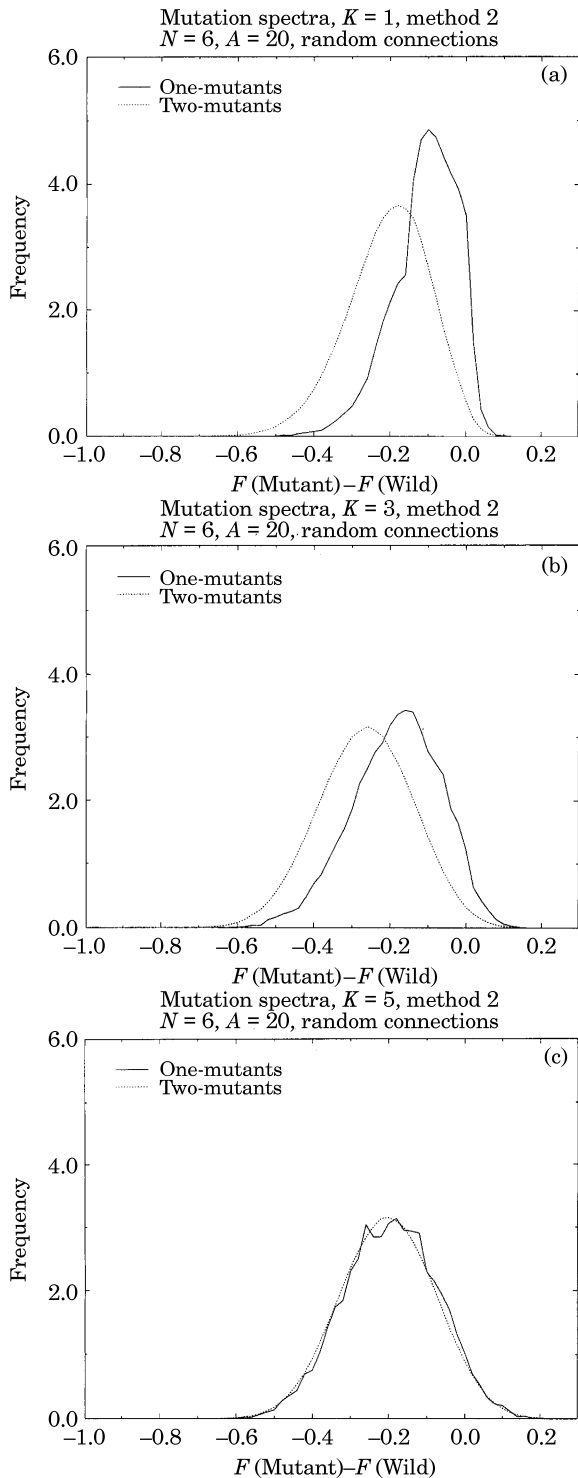 Mutation spectra, K = 1, method 2
N = 6, A = 20, random connections
6.0
(a)
One-mutants
Two-mutants
4.0
Frequency
2.0
0.0
−1.0 −0.8 −0.6 −0.4 −0.2 0.0 0.2
F (Mutant)−F (Wild)
Mutation spectra, K = 3, method 2
N = 6, A = 20, random connections
6.0
(b)
One-mutants
Two-mutants
4.0
Frequency
2.0
0.0
−1.0 −0.8 −0.6 −0.4 −0.2 0.0 0.2
F (Mutant)−F (Wild)
Mutation spectra, K = 5, method 2
N = 6, A = 20, random connections
6.0
(c)
One-mutants
Two-mutants
4.0
Frequency
2.0
0.0
−1.0 −0.8 −0.6 −0.4 −0.2 0.0 0.2
F (Mutant)−F (Wild)